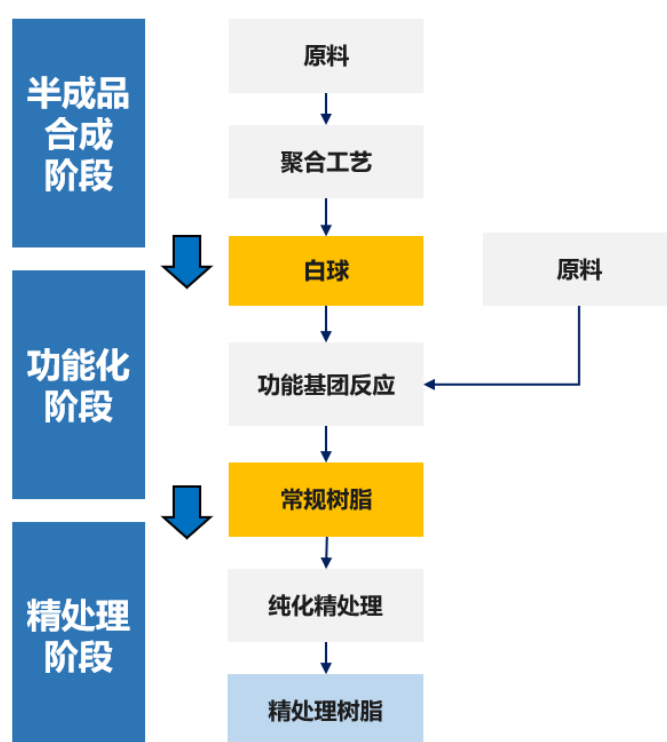 半成品
合成
阶段
原料
聚合工艺
白球
原料
功能化
阶段
功能基团反应
常规树脂
精处理
阶段
纯化精处理
精处理树脂